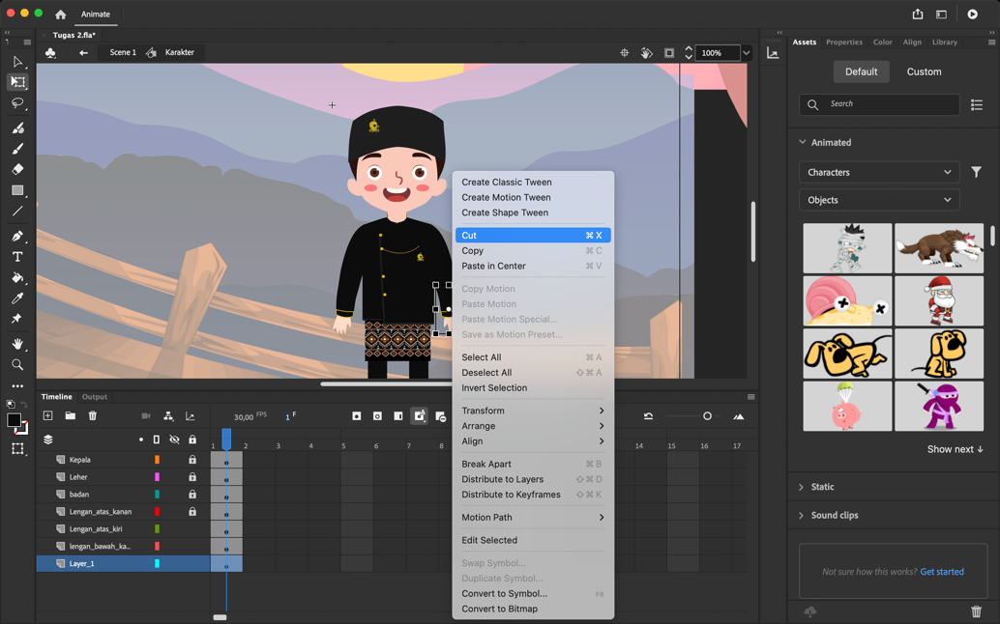 Animate
Tugas 2.fla*
Scene 1
Karakter
100%
Assets
Properties
Color
Align
Library
Default
Custom
Search
Animated
Characters
Objects
Show next ↓
Static
Sound clips
Not sure how this works? Get started
Create Classic Tween
Create Motion Tween
Create Shape Tween
Cut ⌘ X
Copy ⌘ C
Paste in Center ⌘ V
Copy Motion
Paste Motion
Paste Motion Special...
Save as Motion Preset...
Select All ⌘ A
Deselect All ⇧ ⌘ A
Invert Selection
Transform
Arrange
Align
Break Apart ⌘ B
Distribute to Layers ⇧ ⌘ D
Distribute to Keyframes ⇧ ⌘ K
Motion Path
Edit Selected
Swap Symbol...
Duplicate Symbol...
Convert to Symbol... F8
Convert to Bitmap
Timeline
Output
30,00 FPS
1 F
1 2 3 4 5 6 7 8 14 15 16 17
Kepala
Leher
badan
Lengan_atas_kanan
Lengan_atas_kiri
lengan_bawah_ka...
Layer_1